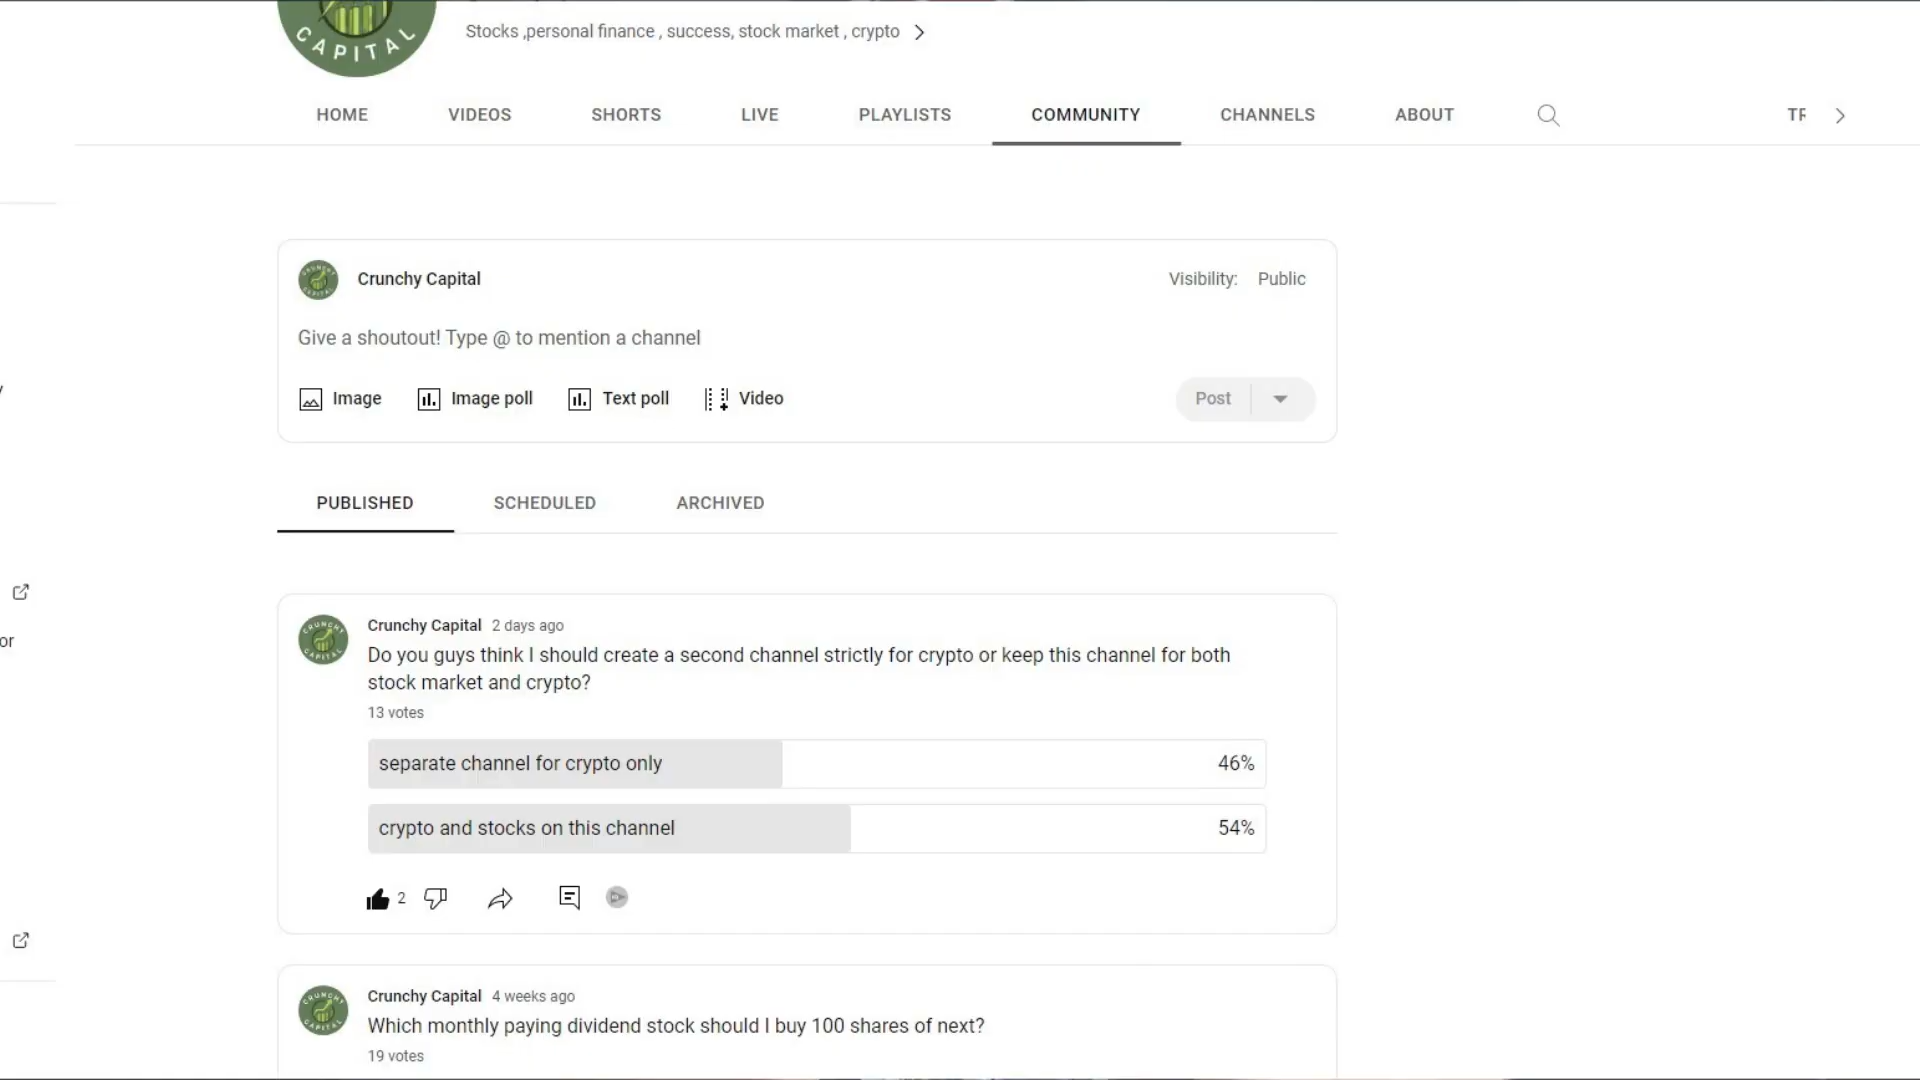 CAPITAL
Stocks ,personal finance , success, stock market , crypto
HOME VIDEOS SHORTS LIVE PLAYLISTS COMMUNITY CHANNELS ABOUT
Crunchy Capital Visibility: Public
Give a shoutout! Type @ to mention a channel
Image Image poll Text poll Video Post
PUBLISHED SCHEDULED ARCHIVED
or
CRUNCHY CAPITAL
Crunchy Capital 2 days ago
Do you guys think I should create a second channel strictly for crypto or keep this channel for both
stock market and crypto?
13 votes
separate channel for crypto only 46%
crypto and stocks on this channel 54%
2
CRUNCHY CAPITAL
Crunchy Capital 4 weeks ago
Which monthly paying dividend stock should I buy 100 shares of next?
19 votes